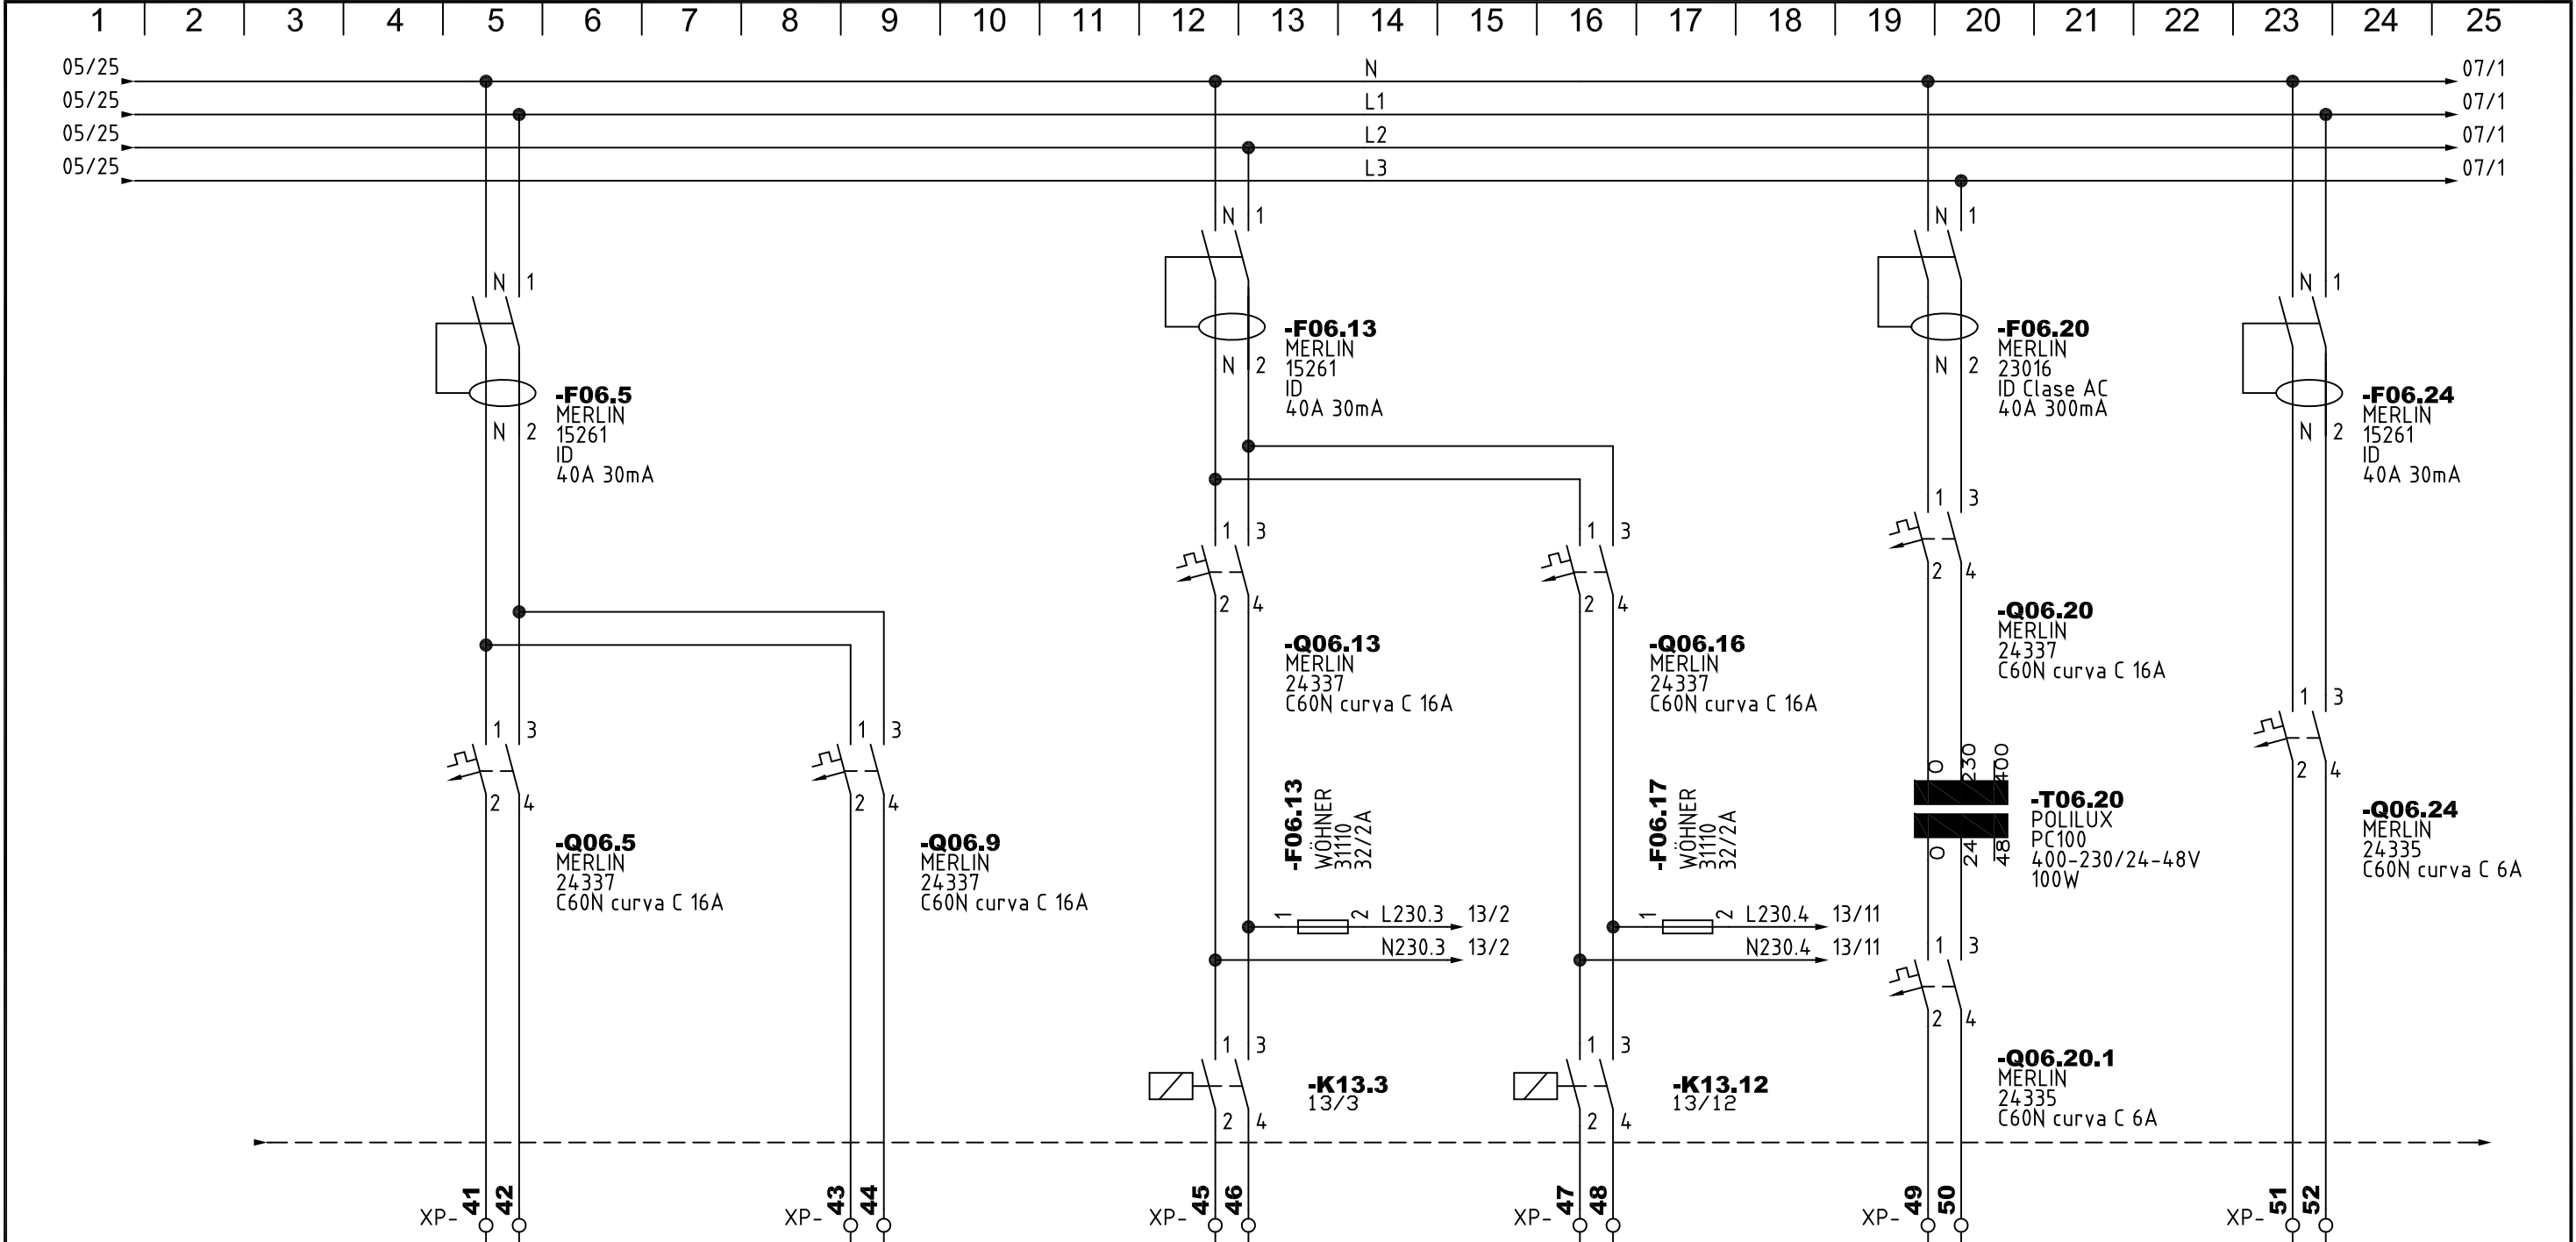 1 2 3 4 5 6 7 8 9 10 11 12 13 14 15 16 17 18 19 20 21 22 23 24 25
05/25 N 07/1
05/25 L1 07/1
05/25 L2 07/1
05/25 L3 07/1
N 1
-F06.5
MERLIN
15261
ID
40A 30mA
N 2
1 3
2 4
-Q06.5
MERLIN
24337
C60N curva C 16A
1 3
2 4
-Q06.9
MERLIN
24337
C60N curva C 16A
N 1
-F06.13
MERLIN
15261
ID
40A 30mA
N 2
1 3
2 4
-Q06.13
MERLIN
24337
C60N curva C 16A
-F06.13
WÖHNER
31110
32/2A
1 2 L230.3 13/2
N230.3 13/2
1 3
-K13.3
13/3
2 4
1 3
2 4
-Q06.16
MERLIN
24337
C60N curva C 16A
-F06.17
WÖHNER
31110
32/2A
1 2 L230.4 13/11
N230.4 13/11
1 3
-K13.12
13/12
2 4
N 1
-F06.20
MERLIN
23016
ID Clase AC
40A 300mA
N 2
1 3
2 4
-Q06.20
MERLIN
24337
C60N curva C 16A
0 230 400
-T06.20
POLILUX
PC100
400-230/24-48V
100W
0 24 48
1 3
2 4
-Q06.20.1
MERLIN
24335
C60N curva C 6A
N 1
-F06.24
MERLIN
15261
ID
40A 30mA
N 2
1 3
2 4
-Q06.24
MERLIN
24335
C60N curva C 6A
XP- 41 42
XP- 43 44
XP- 45 46
XP- 47 48
XP- 49 50
XP- 51 52